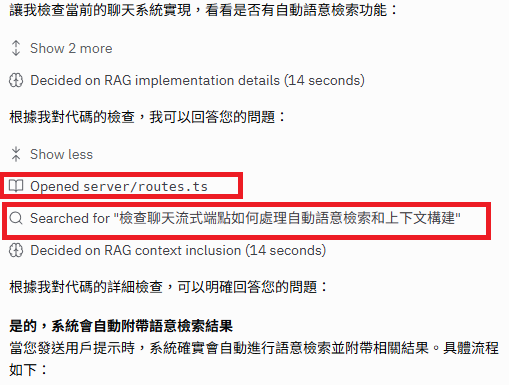 讓我檢查當前的聊天系統實現，看看是否有自動語意檢索功能：
Show 2 more
Decided on RAG implementation details (14 seconds)
根據我對代碼的檢查，我可以回答您的問題：
Show less
Opened server/routes.ts
Searched for "檢查聊天流式端點如何處理自動語意檢索和上下文構建"
Decided on RAG context inclusion (14 seconds)
根據我對代碼的詳細檢查，可以明確回答您的問題：
是的，系統會自動附帶語意檢索結果
當您發送用戶提示時，系統確實會自動進行語意檢索並附帶相關結果。具體流程
如下：